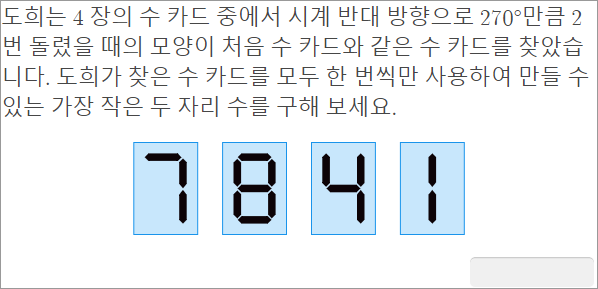 도희는 4 장의 수 카드 중에서 시계 반대 방향으로 270°만큼 2
번 돌렸을 때의 모양이 처음 수 카드와 같은 수 카드를 찾았습
니다. 도희가 찾은 수 카드를 모두 한 번씩만 사용하여 만들 수
있는 가장 작은 두 자리 수를 구해 보세요.
7 8 4 1